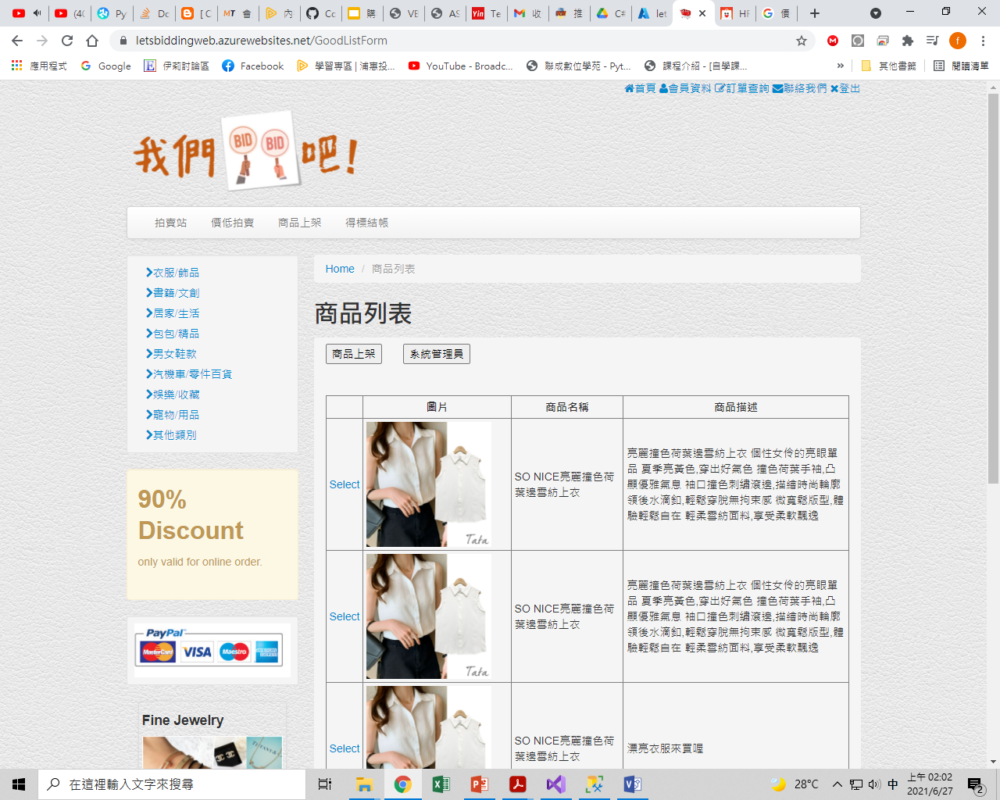 Py
Dc
[ C
MT 會
內
Cc
購
VE
AS
Yin Te
收
推
C#
let
HF
價
letsbiddingweb.azurewebsites.net/GoodListForm
f
應用程式
Google
伊莉討論區
Facebook
學習專區 | 浦惠投...
YouTube - Broadc...
聯成數位學苑 - Pyt...
課程介紹 - [自學課...
»
其他書籤
閱讀清單
首頁 會員資料 訂單查詢 聯絡我們 登出
我們 BID BID 吧!
拍賣站 價低拍賣 商品上架 得標結帳
衣服/飾品
書籍/文創
居家/生活
包包/精品
男女鞋款
汽機車/零件百貨
娛樂/收藏
寵物/用品
其他類別
90%
Discount
only valid for online order.
PayPal
MasterCard VISA Maestro AMERICAN EXPRESS
Fine Jewelry
Home / 商品列表
商品列表
商品上架 系統管理員
圖片 商品名稱 商品描述
Select
Tata
SO NICE亮麗撞色荷
葉邊雪紡上衣
亮麗撞色荷葉邊雪紡上衣 個性女伶的亮眼單
品 夏季亮黃色,穿出好氣色 撞色荷葉手袖,凸
顯優雅氣息 袖口撞色刺繡滾邊,描繪時尚輪廓
領後水滴釦,輕鬆穿脫無拘束感 微寬鬆版型,體
驗輕鬆自在 輕柔雪紡面料,享受柔軟飄逸
Select
Tata
SO NICE亮麗撞色荷
葉邊雪紡上衣
亮麗撞色荷葉邊雪紡上衣 個性女伶的亮眼單
品 夏季亮黃色,穿出好氣色 撞色荷葉手袖,凸
顯優雅氣息 袖口撞色刺繡滾邊,描繪時尚輪廓
領後水滴釦,輕鬆穿脫無拘束感 微寬鬆版型,體
驗輕鬆自在 輕柔雪紡面料,享受柔軟飄逸
Select
SO NICE亮麗撞色荷
葉邊雪紡上衣
漂亮衣服來買喔
在這裡輸入文字來搜尋
28°C
中
上午 02:02
2021/6/27
2